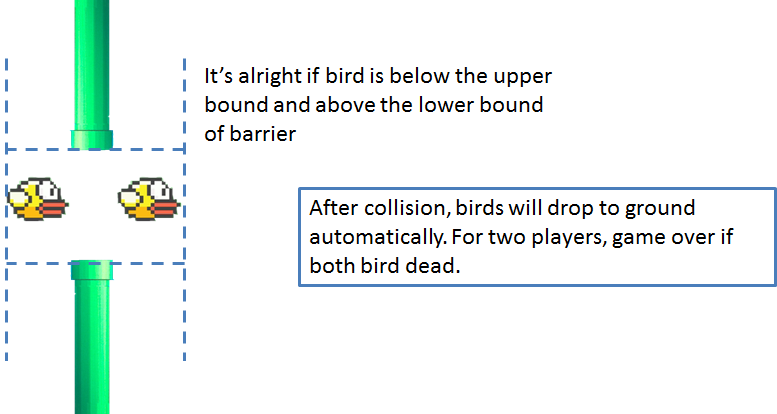 It’s alright if bird is below the upper
bound and above the lower bound
of barrier
After collision, birds will drop to ground
automatically. For two players, game over if
both bird dead.